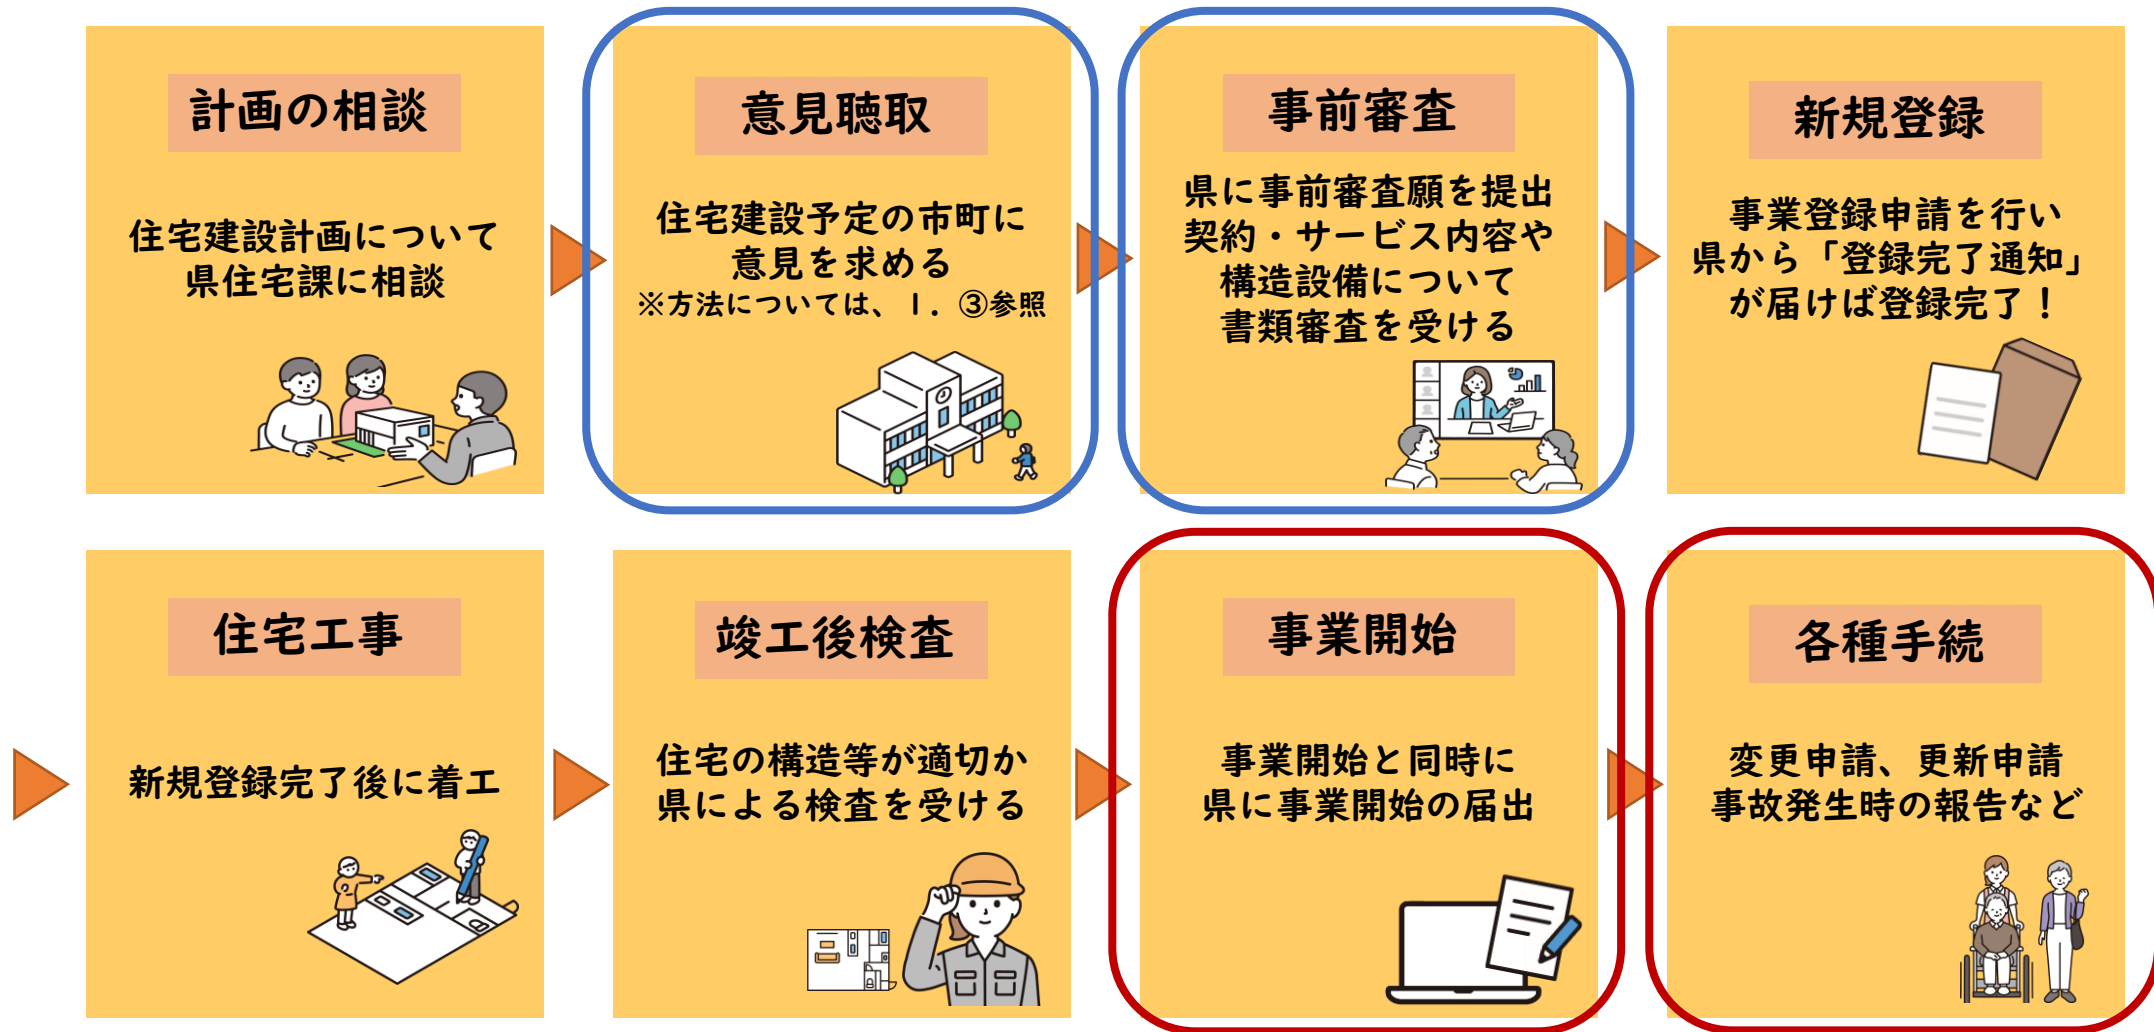 計画の相談
住宅建設計画について
県住宅課に相談
意見聴取
住宅建設予定の市町に
意見を求める
※方法については、1．③参照
事前審査
県に事前審査願を提出
契約・サービス内容や
構造設備について
書類審査を受ける
新規登録
事業登録申請を行い
県から「登録完了通知」
が届けば登録完了！
住宅工事
新規登録完了後に着工
竣工後検査
住宅の構造等が適切か
県による検査を受ける
事業開始
事業開始と同時に
県に事業開始の届出
各種手続
変更申請、更新申請
事故発生時の報告など